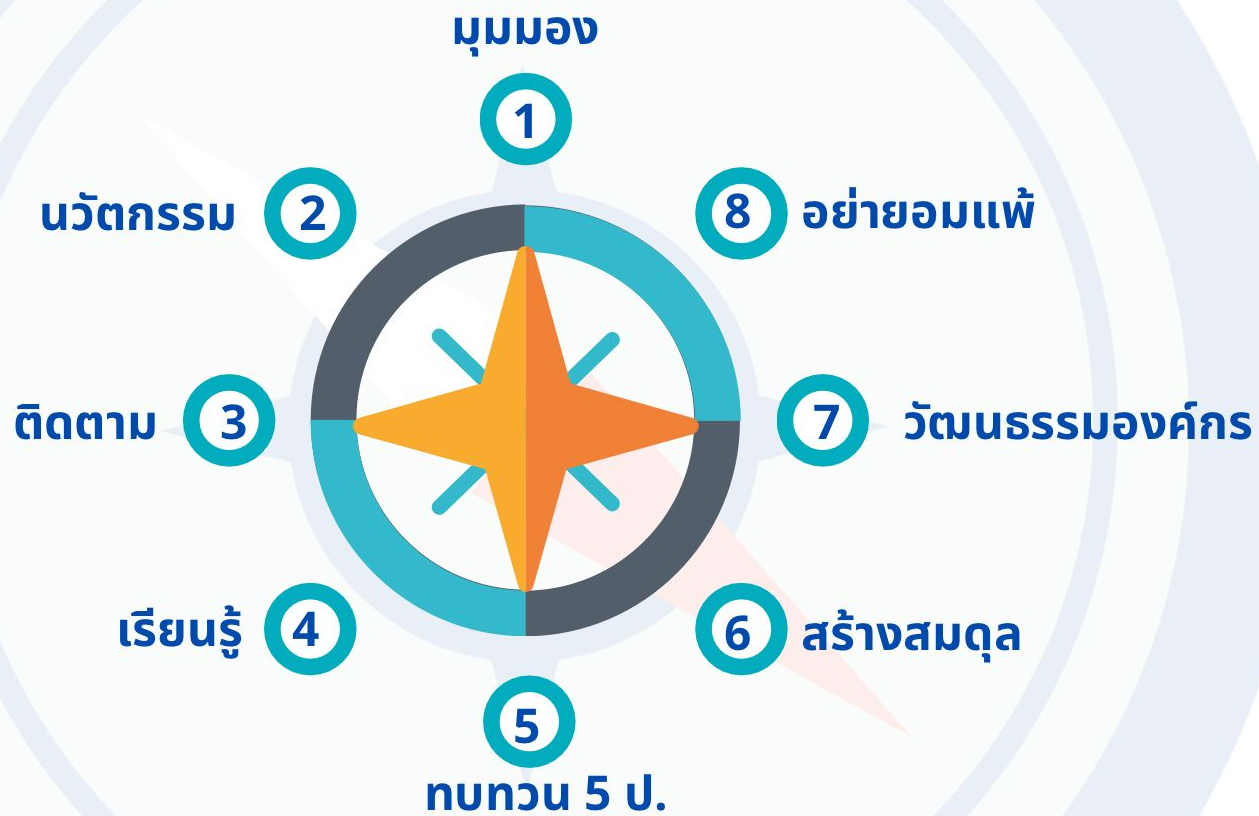 มุมมอง
1
นวัตกรรม 2
8 อย่ายอมแพ้
ติดตาม 3
7 วัฒนธรรมองค์กร
เรียนรู้ 4
6 สร้างสมดุล
5
ทบทวน 5 ป.